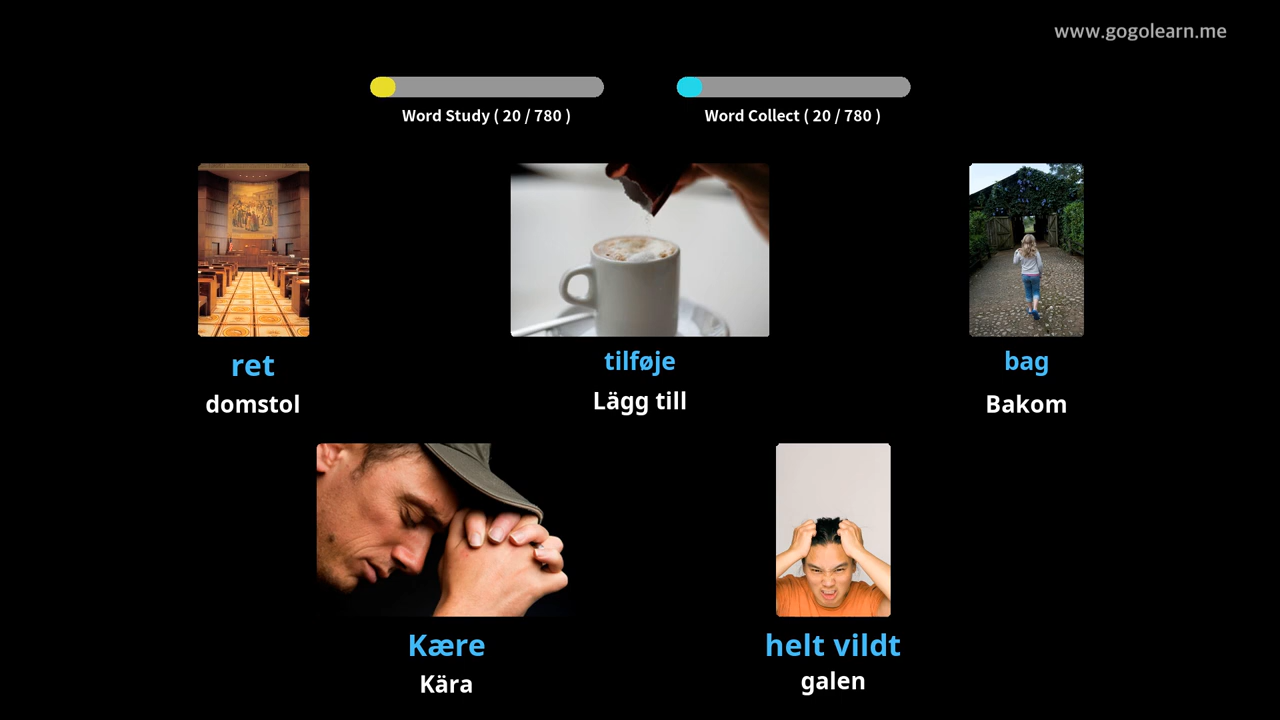 www.gogolearn.me
Word Study ( 20 / 780 )
Word Collect ( 20 / 780 )
ret
domstol
tilføje
Lägg till
bag
Bakom
Kære
Kära
helt vildt
galen